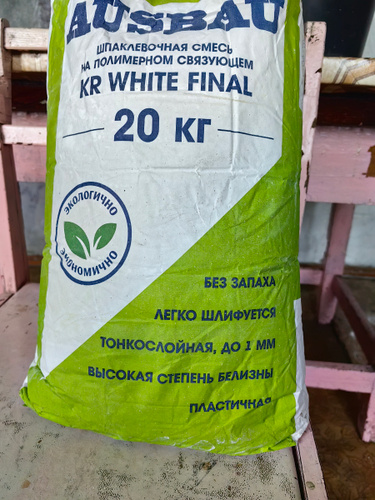 AUSBAU
ШПАКЛЕВОЧНАЯ СМЕСЬ
НА ПОЛИМЕРНОМ СВЯЗУЮЩЕМ
KR WHITE FINAL
20 КГ
ЭКОЛОГИЧНО
ЭКОНОМИЧНО
БЕЗ ЗАПАХА
ЛЕГКО ШЛИФУЕТСЯ
ТОНКОСЛОЙНАЯ, ДО 1 ММ
ВЫСОКАЯ СТЕПЕНЬ БЕЛИЗНЫ
ПЛАСТИЧНАЯ